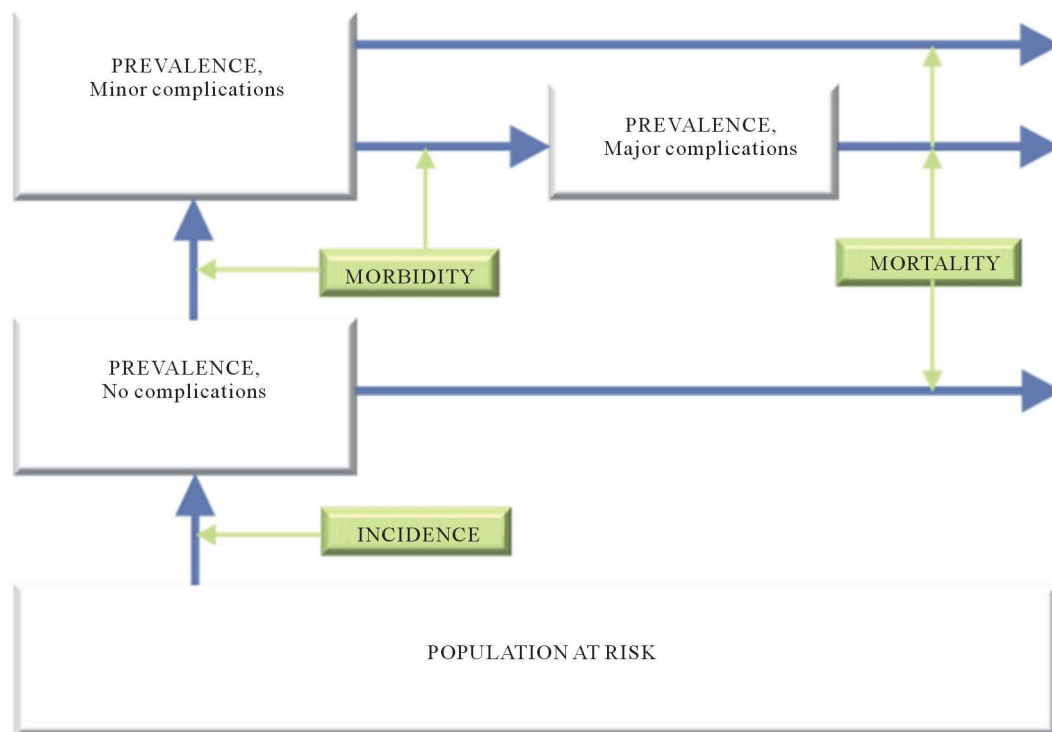 PREVALENCE,
Minor complications
PREVALENCE,
Major complications
MORBIDITY
MORTALITY
PREVALENCE,
No complications
INCIDENCE
POPULATION AT RISK